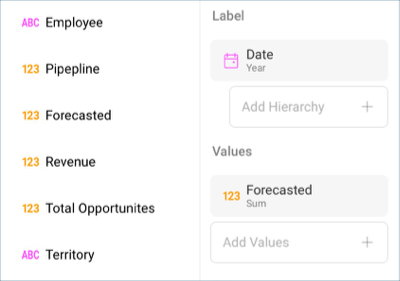 ABC Employee
123 Pipepline
123 Forecasted
123 Revenue
123 Total Opportunites
ABC Territory
Label
Date
Year
Add Hierarchy +
Values
123 Forecasted
Sum
Add Values +